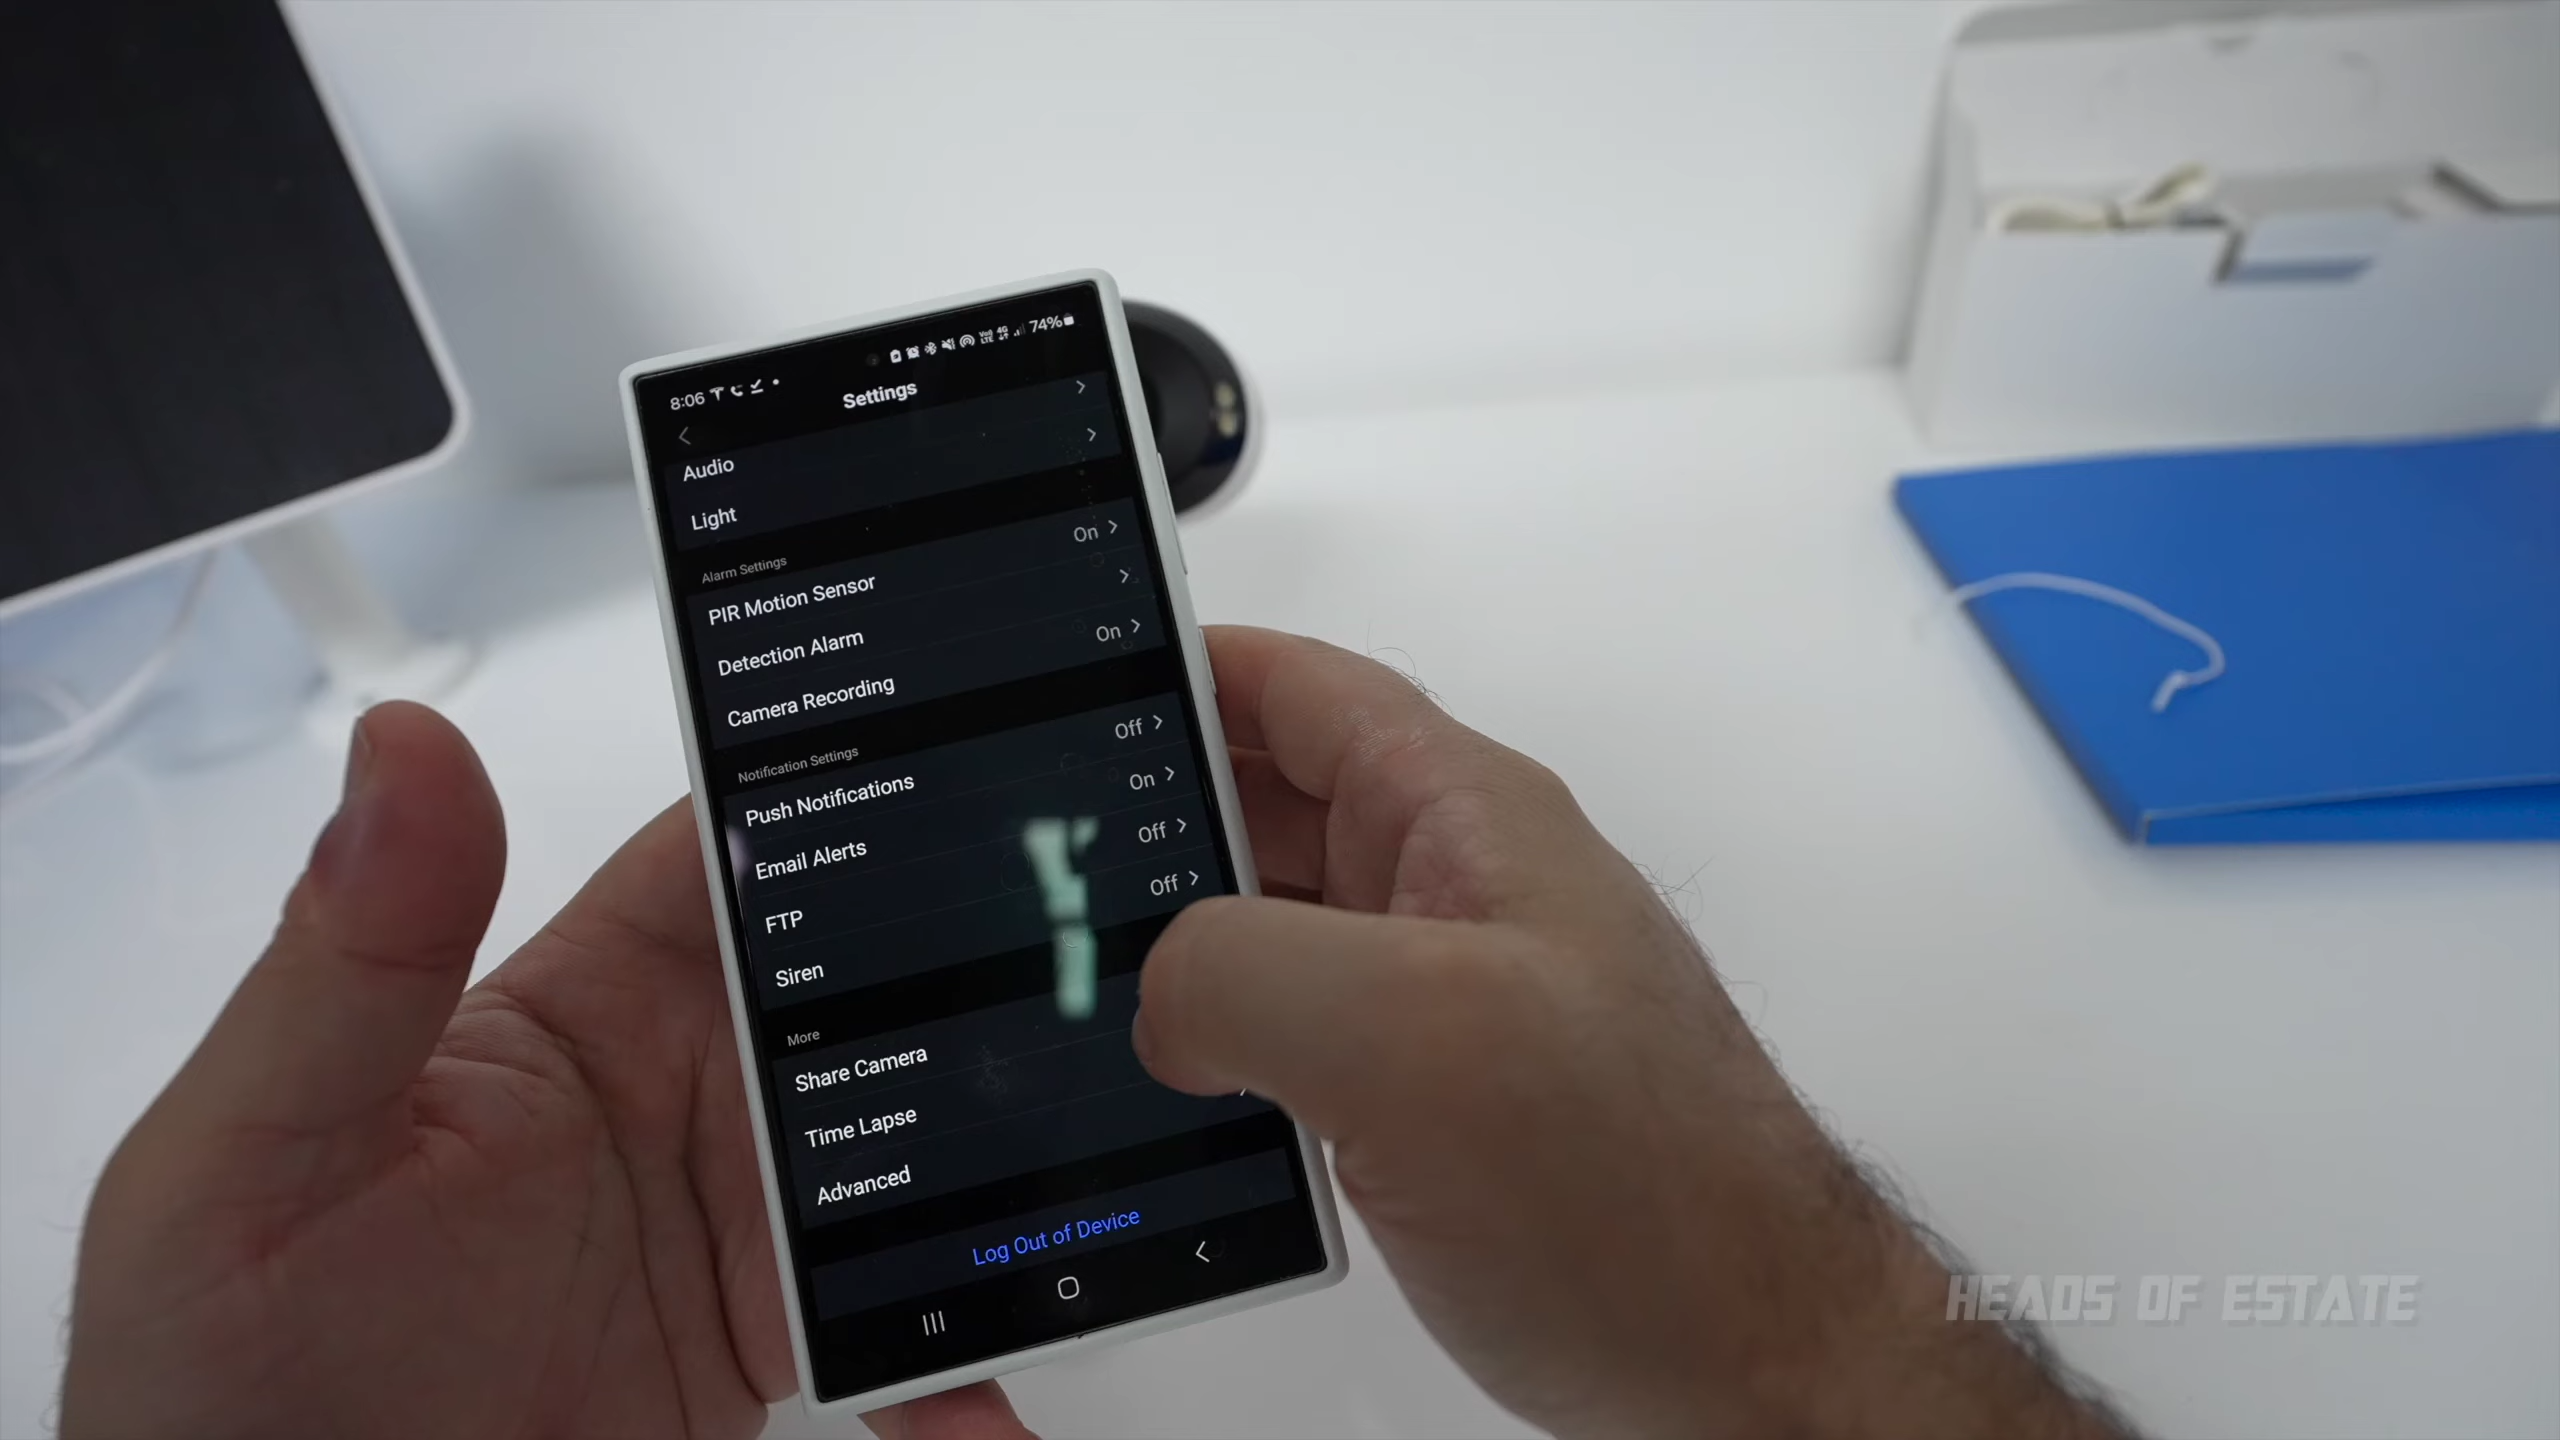 8:06
VoLTE 4G 74%
Settings
Audio
Light
Alarm Settings
PIR Motion Sensor On
Detection Alarm
Camera Recording On
Notification Settings
Push Notifications Off
Email Alerts On
FTP Off
Siren Off
More
Share Camera
Time Lapse
Advanced
Log Out of Device
HEADS OF ESTATE